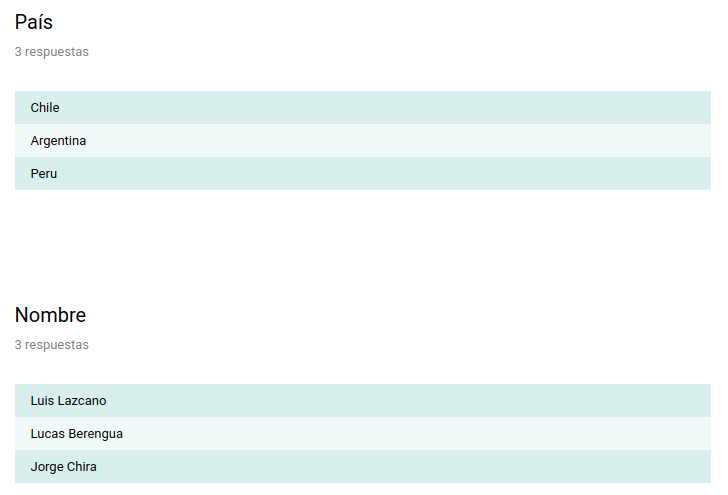 País
3 respuestas
Chile
Argentina
Peru
Nombre
3 respuestas
Luis Lazcano
Lucas Berengua
Jorge Chira